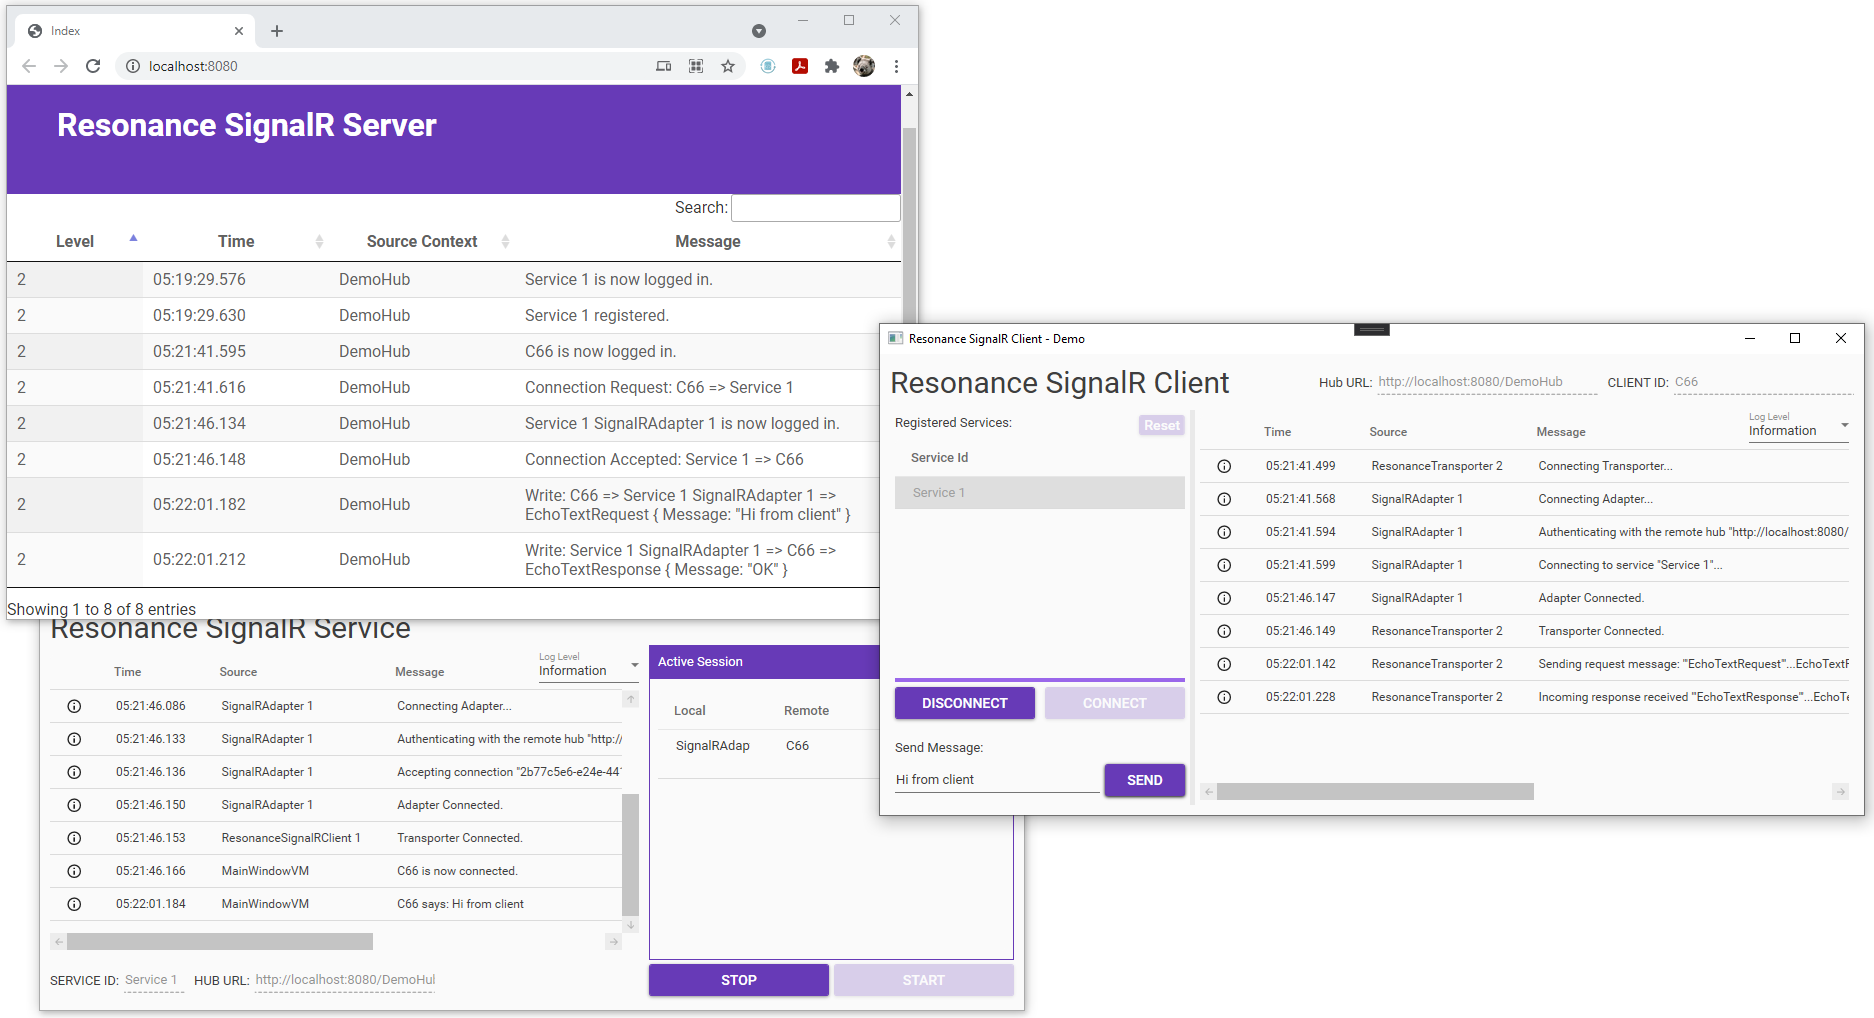 Index
localhost:8080
Resonance SignalR Server
Search:
Level Time Source Context Message
2 05:19:29.576 DemoHub Service 1 is now logged in.
2 05:19:29.630 DemoHub Service 1 registered.
2 05:21:41.595 DemoHub C66 is now logged in.
2 05:21:41.616 DemoHub Connection Request: C66 => Service 1
2 05:21:46.134 DemoHub Service 1 SignalRAdapter 1 is now logged in.
2 05:21:46.148 DemoHub Connection Accepted: Service 1 => C66
2 05:22:01.182 DemoHub Write: C66 => Service 1 SignalRAdapter 1 =>
EchoTextRequest { Message: "Hi from client" }
2 05:22:01.212 DemoHub Write: Service 1 SignalRAdapter 1 => C66 =>
EchoTextResponse { Message: "OK" }
Showing 1 to 8 of 8 entries
Resonance SignalR Service
Log Level
Time Source Message Information
05:21:46.086 SignalRAdapter 1 Connecting Adapter...
05:21:46.133 SignalRAdapter 1 Authenticating with the remote hub "http:/
05:21:46.136 SignalRAdapter 1 Accepting connection "2b77c5e6-e24e-441
05:21:46.150 SignalRAdapter 1 Adapter Connected.
05:21:46.153 ResonanceSignalRClient 1 Transporter Connected.
05:21:46.166 MainWindowVM C66 is now connected.
05:22:01.184 MainWindowVM C66 says: Hi from client
SERVICE ID: Service 1 HUB URL: http://localhost:8080/DemoHul
Active Session
Local Remote
SignalRAdap C66
STOP START
Resonance SignalR Client - Demo
Resonance SignalR Client
Hub URL: http://localhost:8080/DemoHub CLIENT ID: C66
Registered Services: Reset
Service Id
Service 1
DISCONNECT CONNECT
Send Message:
Hi from client SEND
Log Level
Time Source Message Information
05:21:41.499 ResonanceTransporter 2 Connecting Transporter...
05:21:41.568 SignalRAdapter 1 Connecting Adapter...
05:21:41.594 SignalRAdapter 1 Authenticating with the remote hub "http://localhost:8080/
05:21:41.599 SignalRAdapter 1 Connecting to service "Service 1"...
05:21:46.147 SignalRAdapter 1 Adapter Connected.
05:21:46.149 ResonanceTransporter 2 Transporter Connected.
05:22:01.142 ResonanceTransporter 2 Sending request message: "EchoTextRequest"...EchoTextF
05:22:01.228 ResonanceTransporter 2 Incoming response received "EchoTextResponse"...EchoTe